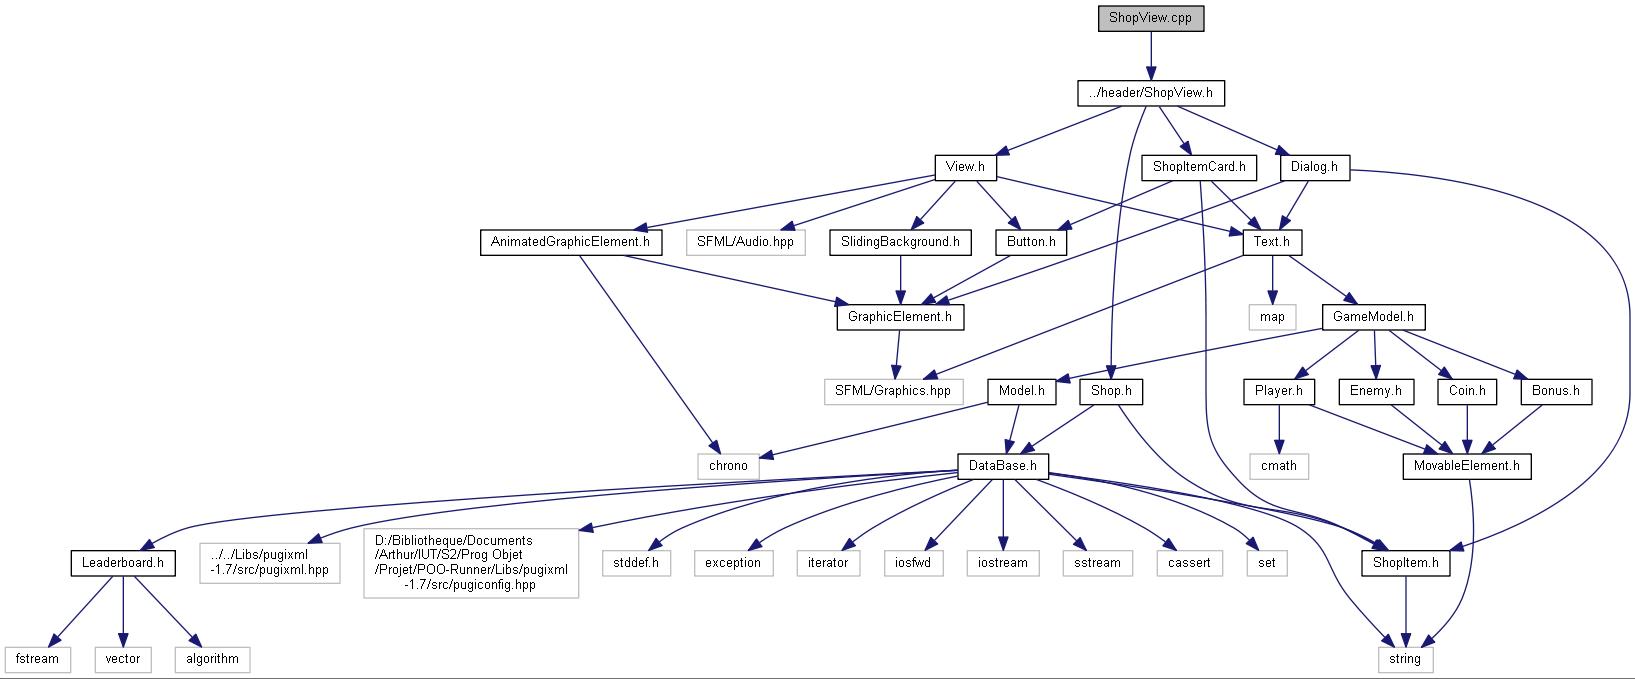 ShopView.cpp
../header/ShopView.h
View.h
ShopItemCard.h
Dialog.h
AnimatedGraphicElement.h
SFML/Audio.hpp
SlidingBackground.h
Button.h
Text.h
GraphicElement.h
map
GameModel.h
SFML/Graphics.hpp
Model.h
Shop.h
Player.h
Enemy.h
Coin.h
Bonus.h
chrono
DataBase.h
cmath
MovableElement.h
Leaderboard.h
../../Libs/pugixml
-1.7/src/pugixml.hpp
D:/Bibliotheque/Documents
/Arthur/IUT/S2/Prog Objet
/Projet/POO-Runner/Libs/pugixml
-1.7/src/pugiconfig.hpp
stddef.h
exception
iterator
iosfwd
iostream
sstream
cassert
set
ShopItem.h
fstream
vector
algorithm
string